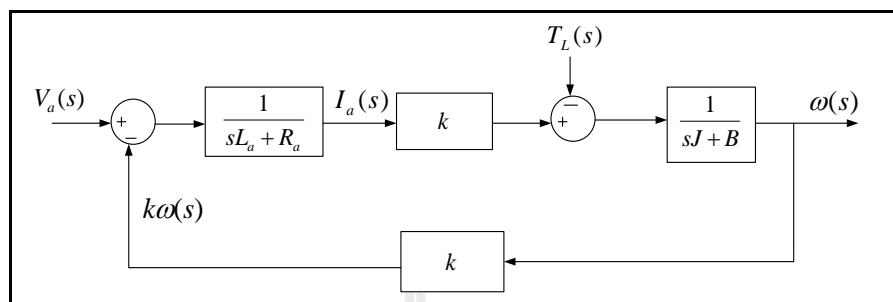 T_L(s)
V_a(s)
+
−
1
sL_a + R_a
I_a(s)
k
−
+
1
sJ + B
ω(s)
kω(s)
k